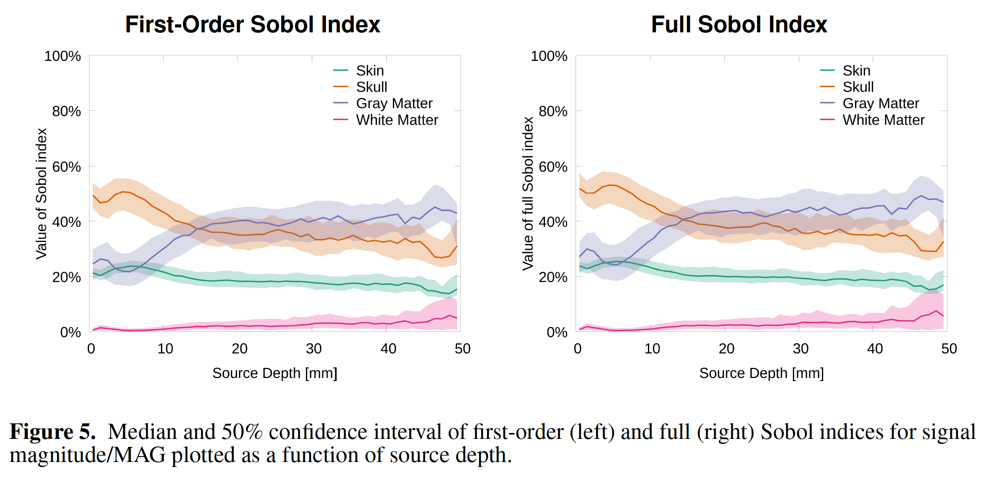 First-Order Sobol Index
100%
80%
60%
40%
20%
0%
Value of Sobol index
Skin
Skull
Gray Matter
White Matter
0 10 20 30 40 50
Source Depth [mm]
Full Sobol Index
100%
80%
60%
40%
20%
0%
Value of full Sobol index
Skin
Skull
Gray Matter
White Matter
0 10 20 30 40 50
Source Depth [mm]
Figure 5. Median and 50% confidence interval of first-order (left) and full (right) Sobol indices for signal
magnitude/MAG plotted as a function of source depth.